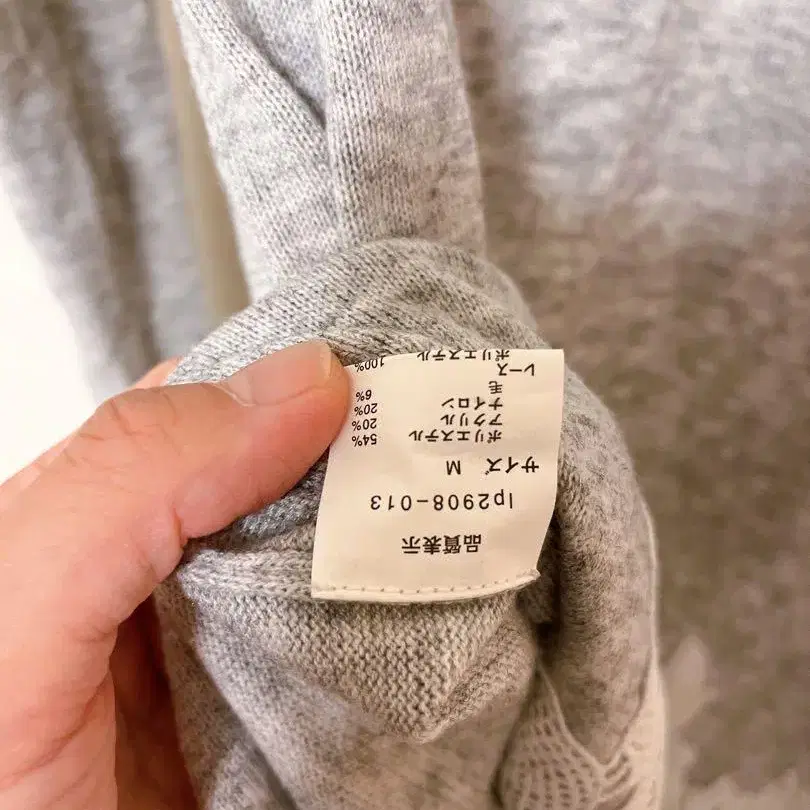 品質表示
lp2908-013
サイズ M
ポリエステル 54%
アクリル 20%
ナイロン 20%
毛 6%
レース
ポリエステル 100%